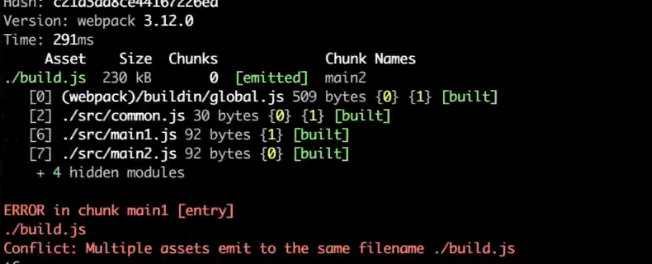 Hash: c21d3dd8ce44167226ed
Version: webpack 3.12.0
Time: 291ms
Asset Size Chunks Chunk Names
./build.js 230 kB 0 [emitted] main2
[0] (webpack)/buildin/global.js 509 bytes {0} {1} [built]
[2] ./src/common.js 30 bytes {0} {1} [built]
[6] ./src/main1.js 92 bytes {1} [built]
[7] ./src/main2.js 92 bytes {0} [built]
+ 4 hidden modules
ERROR in chunk main1 [entry]
./build.js
Conflict: Multiple assets emit to the same filename ./build.js